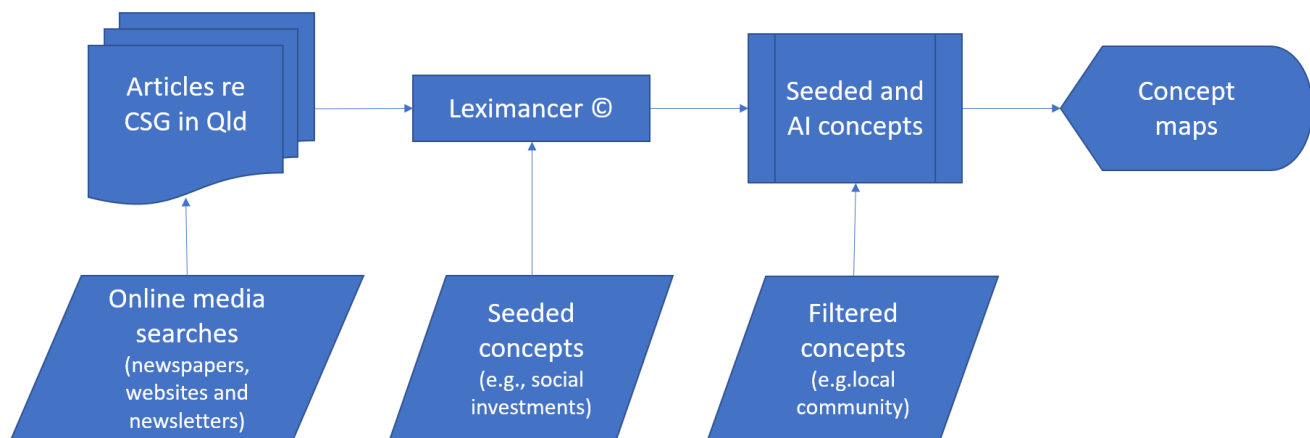 Articles re
CSG in Qld
Leximancer ©
Seeded and
AI concepts
Concept
maps
Online media
searches
(newspapers,
websites and
newsletters)
Seeded
concepts
(e.g., social
investments)
Filtered
concepts
(e.g.local
community)